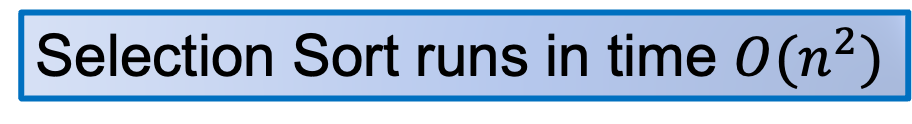 Selection Sort runs in time 𝑂(𝑛²)